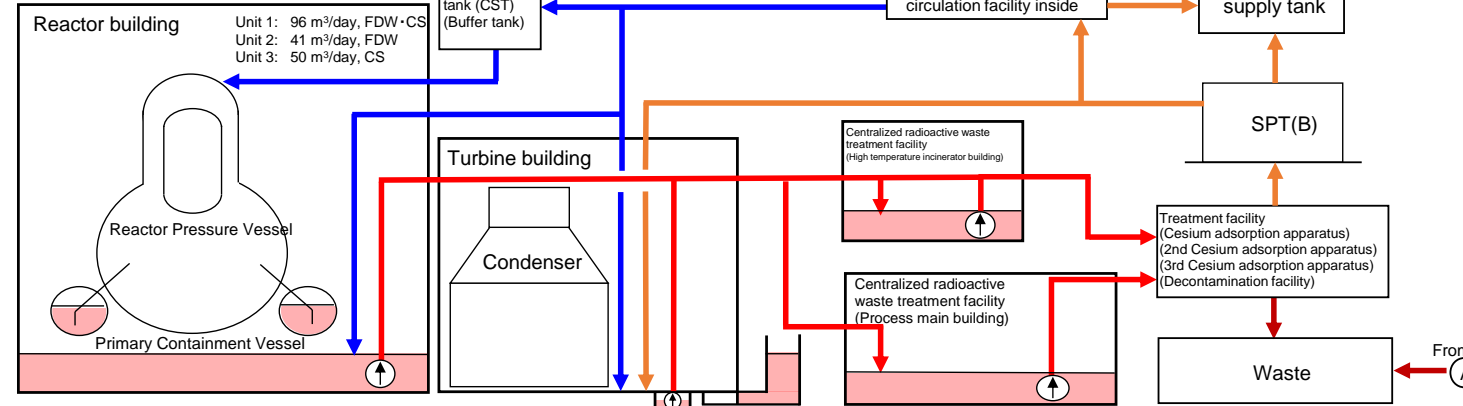 Reactor building
Unit 1: 96 m³/day, FDW・CS
Unit 2: 41 m³/day, FDW
Unit 3: 50 m³/day, CS
tank (CST)
(Buffer tank)
circulation facility inside
supply tank
SPT(B)
Centralized radioactive waste
treatment facility
(High temperature incinerator building)
Turbine building
Reactor Pressure Vessel
Condenser
Treatment facility
(Cesium adsorption apparatus)
(2nd Cesium adsorption apparatus)
(3rd Cesium adsorption apparatus)
(Decontamination facility)
Centralized radioactive
waste treatment facility
(Process main building)
Primary Containment Vessel
Waste